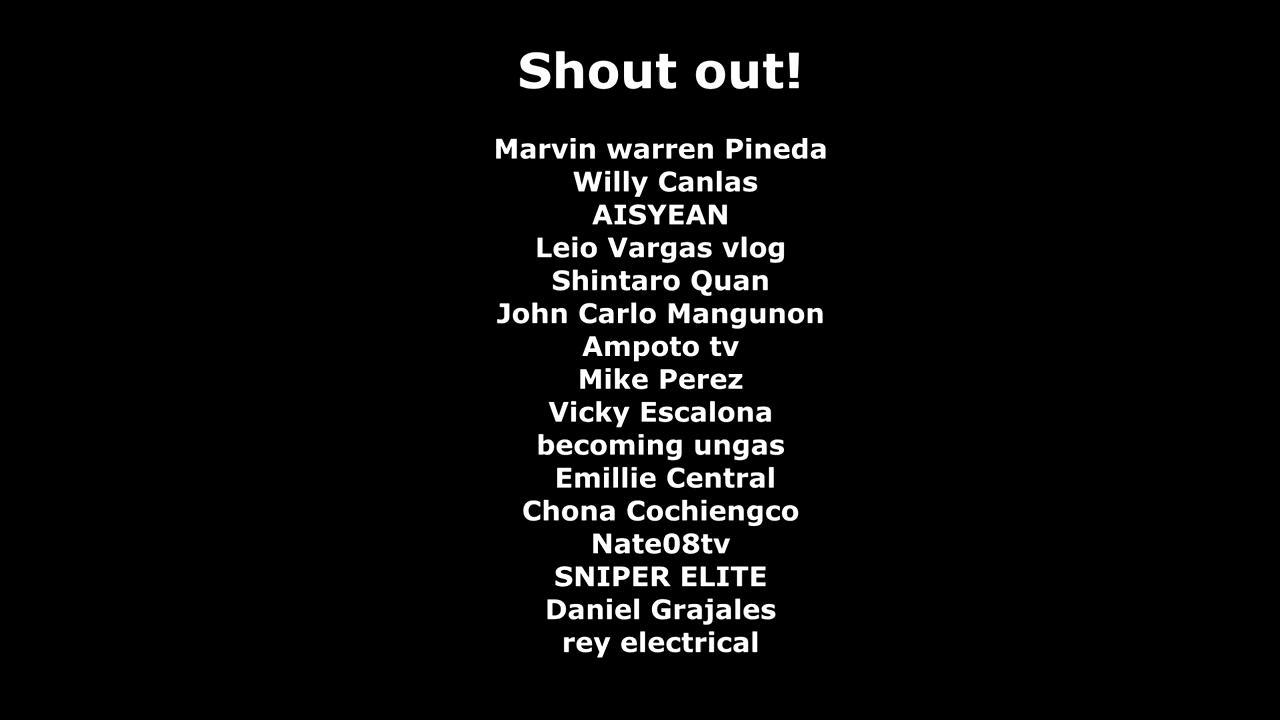 Shout out!
Marvin warren Pineda
Willy Canlas
AISYEAN
Leio Vargas vlog
Shintaro Quan
John Carlo Mangunon
Ampoto tv
Mike Perez
Vicky Escalona
becoming ungas
Emillie Central
Chona Cochiengco
Nate08tv
SNIPER ELITE
Daniel Grajales
rey electrical